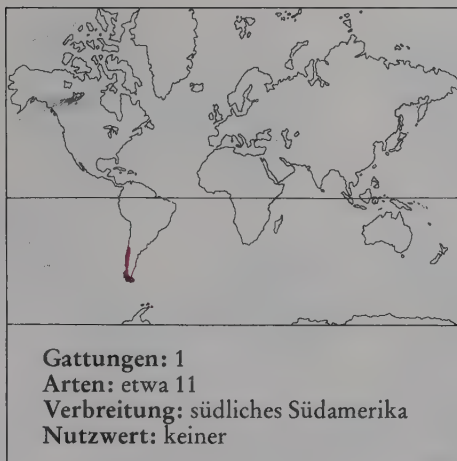 Gattungen: 1
Arten: etwa 11
Verbreitung: südliches Südamerika
Nutzwert: keiner